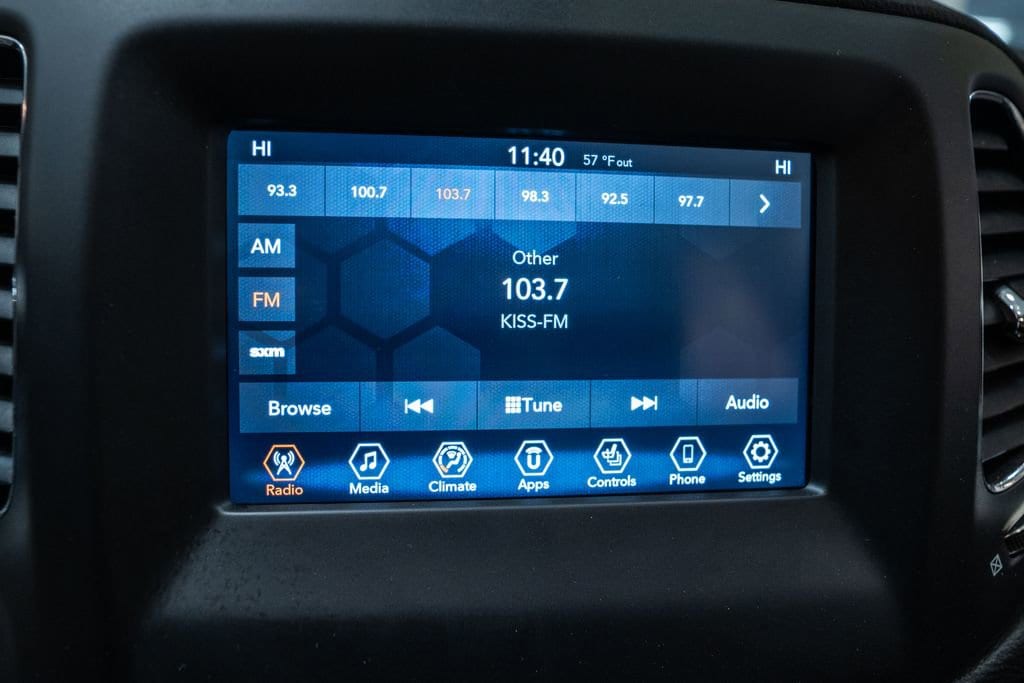 HI 11:40 57 °F out HI
93.3 100.7 103.7 98.3 92.5 97.7
AM
FM
sxm
Other
103.7
KISS-FM
Browse Tune Audio
Radio Media Climate Apps Controls Phone Settings